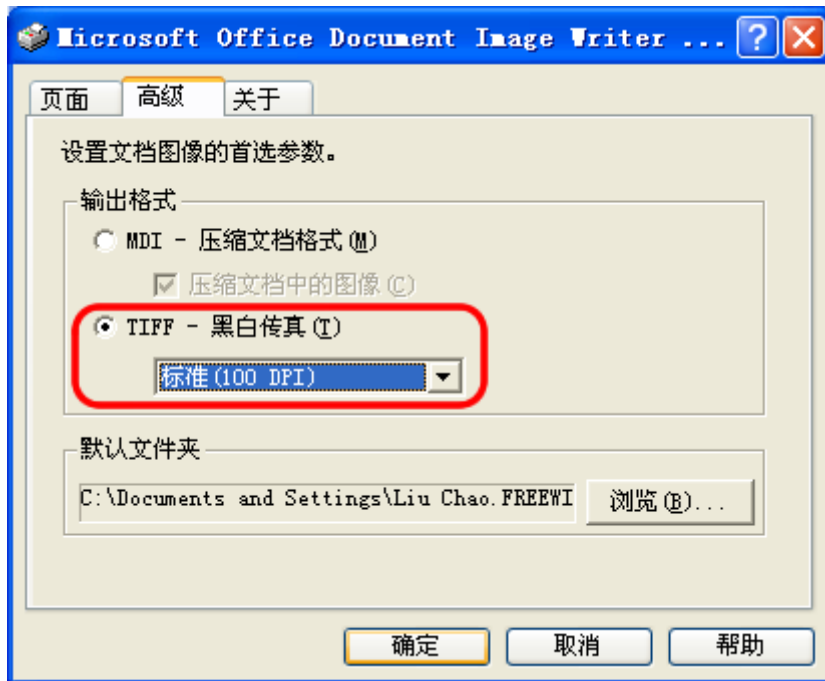 Microsoft Office Document Image Writer ...
页面 高级 关于
设置文档图像的首选参数。
输出格式
MDI - 压缩文档格式(M)
压缩文档中的图像(C)
TIFF - 黑白传真(T)
标准(100 DPI)
默认文件夹
C:\Documents and Settings\Liu Chao.FREEWI 浏览(B)...
确定 取消 帮助